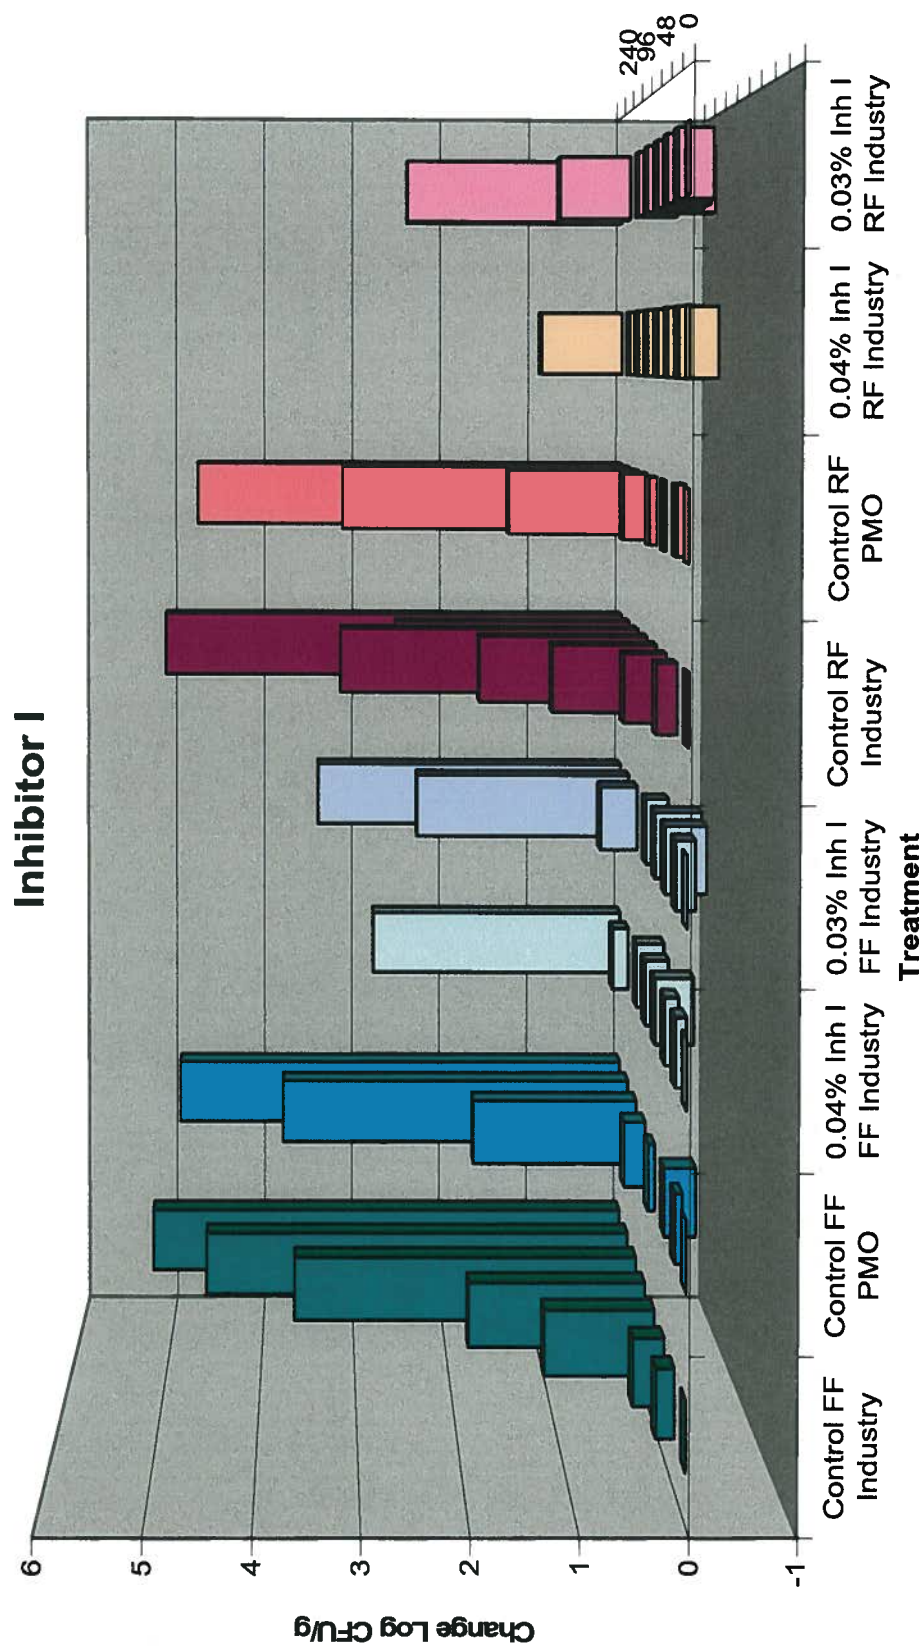 Inhibitor I
Change Log CFU/g
6
5
4
3
2
1
0
-1
240
96
48
0
Control FF
Industry
Control FF
PMO
0.04% Inh I
FF Industry
0.03% Inh I
FF Industry
Control RF
Industry
Control RF
PMO
0.04% Inh I
RF Industry
0.03% Inh I
RF Industry
Treatment